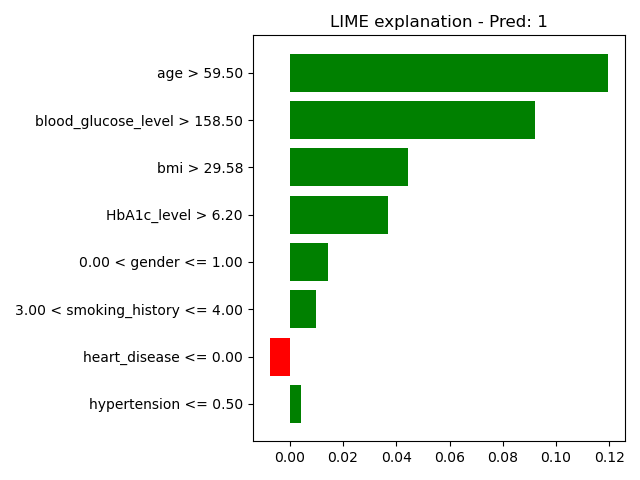 LIME explanation - Pred: 1
age > 59.50
blood_glucose_level > 158.50
bmi > 29.58
HbA1c_level > 6.20
0.00 < gender <= 1.00
3.00 < smoking_history <= 4.00
heart_disease <= 0.00
hypertension <= 0.50
0.00 0.02 0.04 0.06 0.08 0.10 0.12